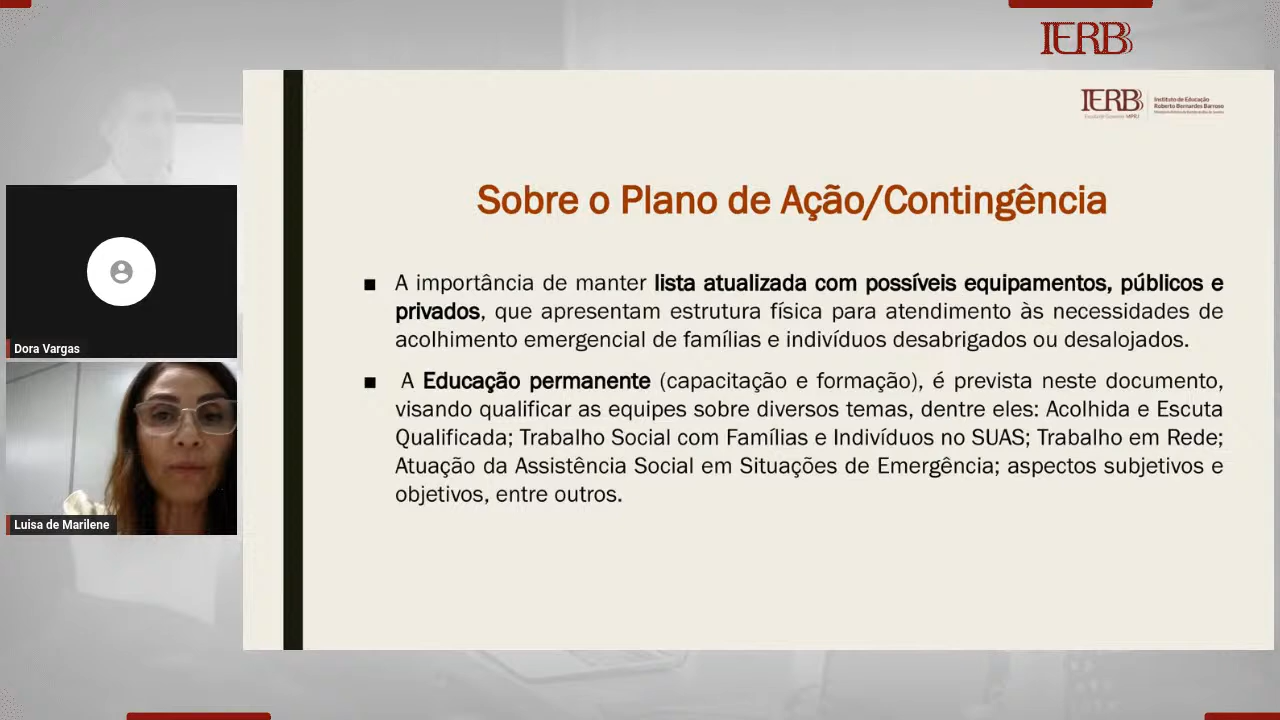 IERBB
IERBB
Instituto de Educação
Roberto Bernardes Barroso
Sobre o Plano de Ação/Contingência
■ A importância de manter lista atualizada com possíveis equipamentos, públicos e
privados, que apresentam estrutura física para atendimento às necessidades de
acolhimento emergencial de famílias e indivíduos desabrigados ou desalojados.
■ A Educação permanente (capacitação e formação), é prevista neste documento,
visando qualificar as equipes sobre diversos temas, dentre eles: Acolhida e Escuta
Qualificada; Trabalho Social com Famílias e Indivíduos no SUAS; Trabalho em Rede;
Atuação da Assistência Social em Situações de Emergência; aspectos subjetivos e
objetivos, entre outros.
Dora Vargas
Luisa de Marilene